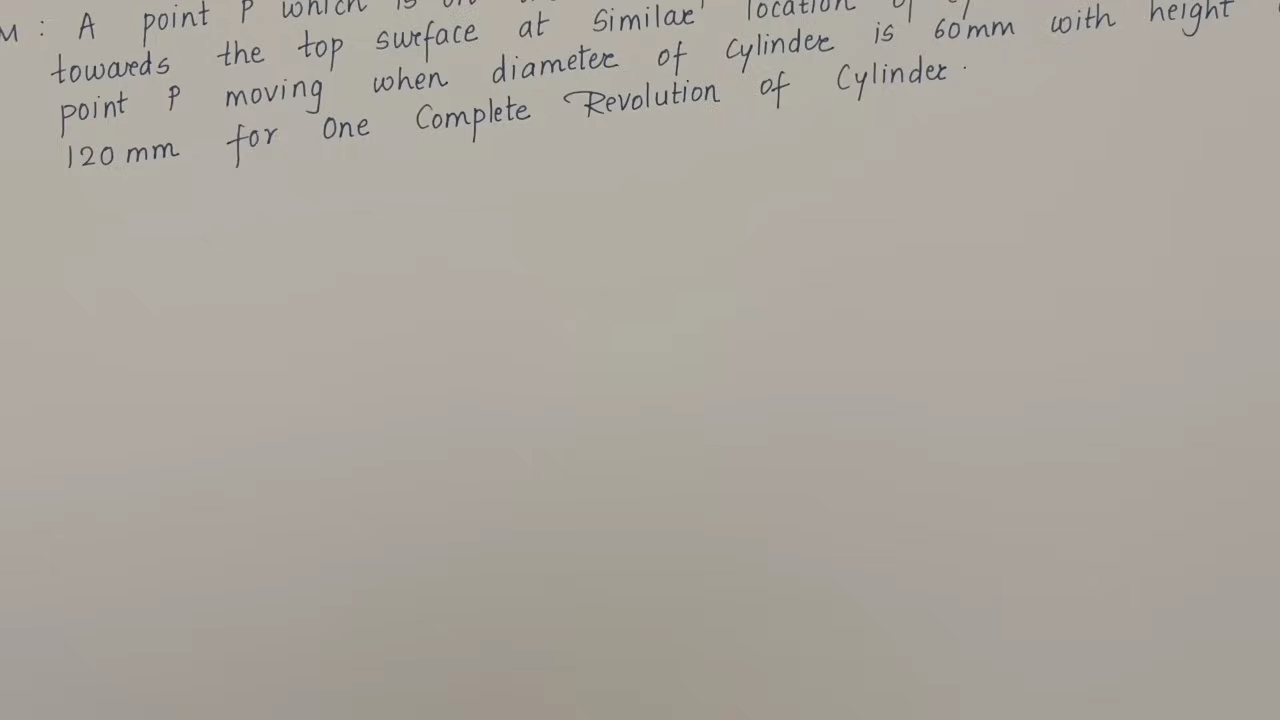 M : A point P which is on
towards the top surface at similar location of
point P moving when diameter of cylinder is 60mm with height
120 mm for One Complete Revolution of Cylinder.